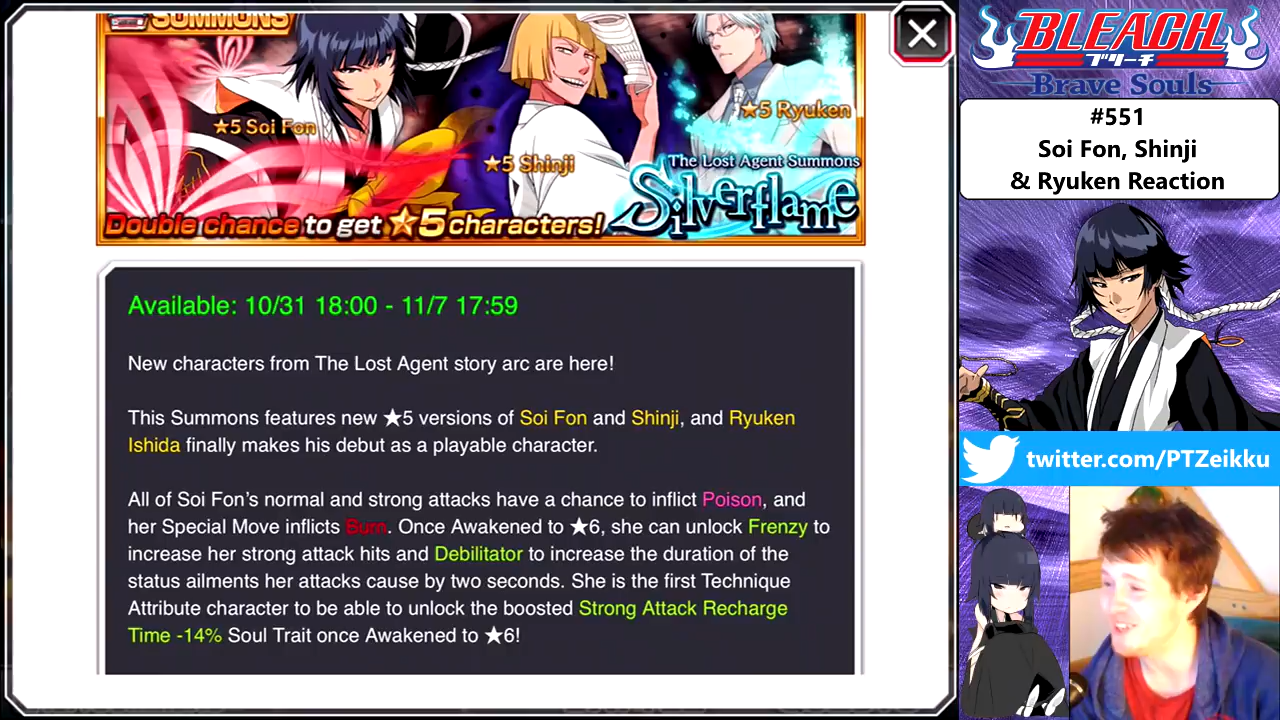 SUMMONS
★5 Soi Fon
★5 Shinji
★5 Ryuken
The Lost Agent Summons
Silverflame
Double chance to get ★5 characters!
Available: 10/31 18:00 - 11/7 17:59
New characters from The Lost Agent story arc are here!
This Summons features new ★5 versions of Soi Fon and Shinji, and Ryuken
Ishida finally makes his debut as a playable character.
All of Soi Fon's normal and strong attacks have a chance to inflict Poison, and
her Special Move inflicts Burn. Once Awakened to ★6, she can unlock Frenzy to
increase her strong attack hits and Debilitator to increase the duration of the
status ailments her attacks cause by two seconds. She is the first Technique
Attribute character to be able to unlock the boosted Strong Attack Recharge
Time -14% Soul Trait once Awakened to ★6!
BLEACH
ブリーチ
Brave Souls
#551
Soi Fon, Shinji
& Ryuken Reaction
twitter.com/PTZeikku